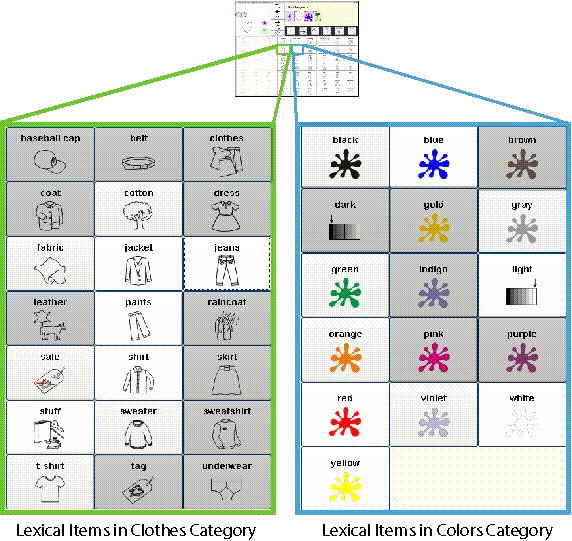 baseball cap belt clothes
coat cotton dress
fabric jacket jeans
leather pants raincoat
sale shirt skirt
stuff sweater sweatshirt
t shirt tag underwear
Lexical Items in Clothes Category
black blue brown
dark gold gray
green indigo light
orange pink purple
red violet white
yellow
Lexical Items in Colors Category